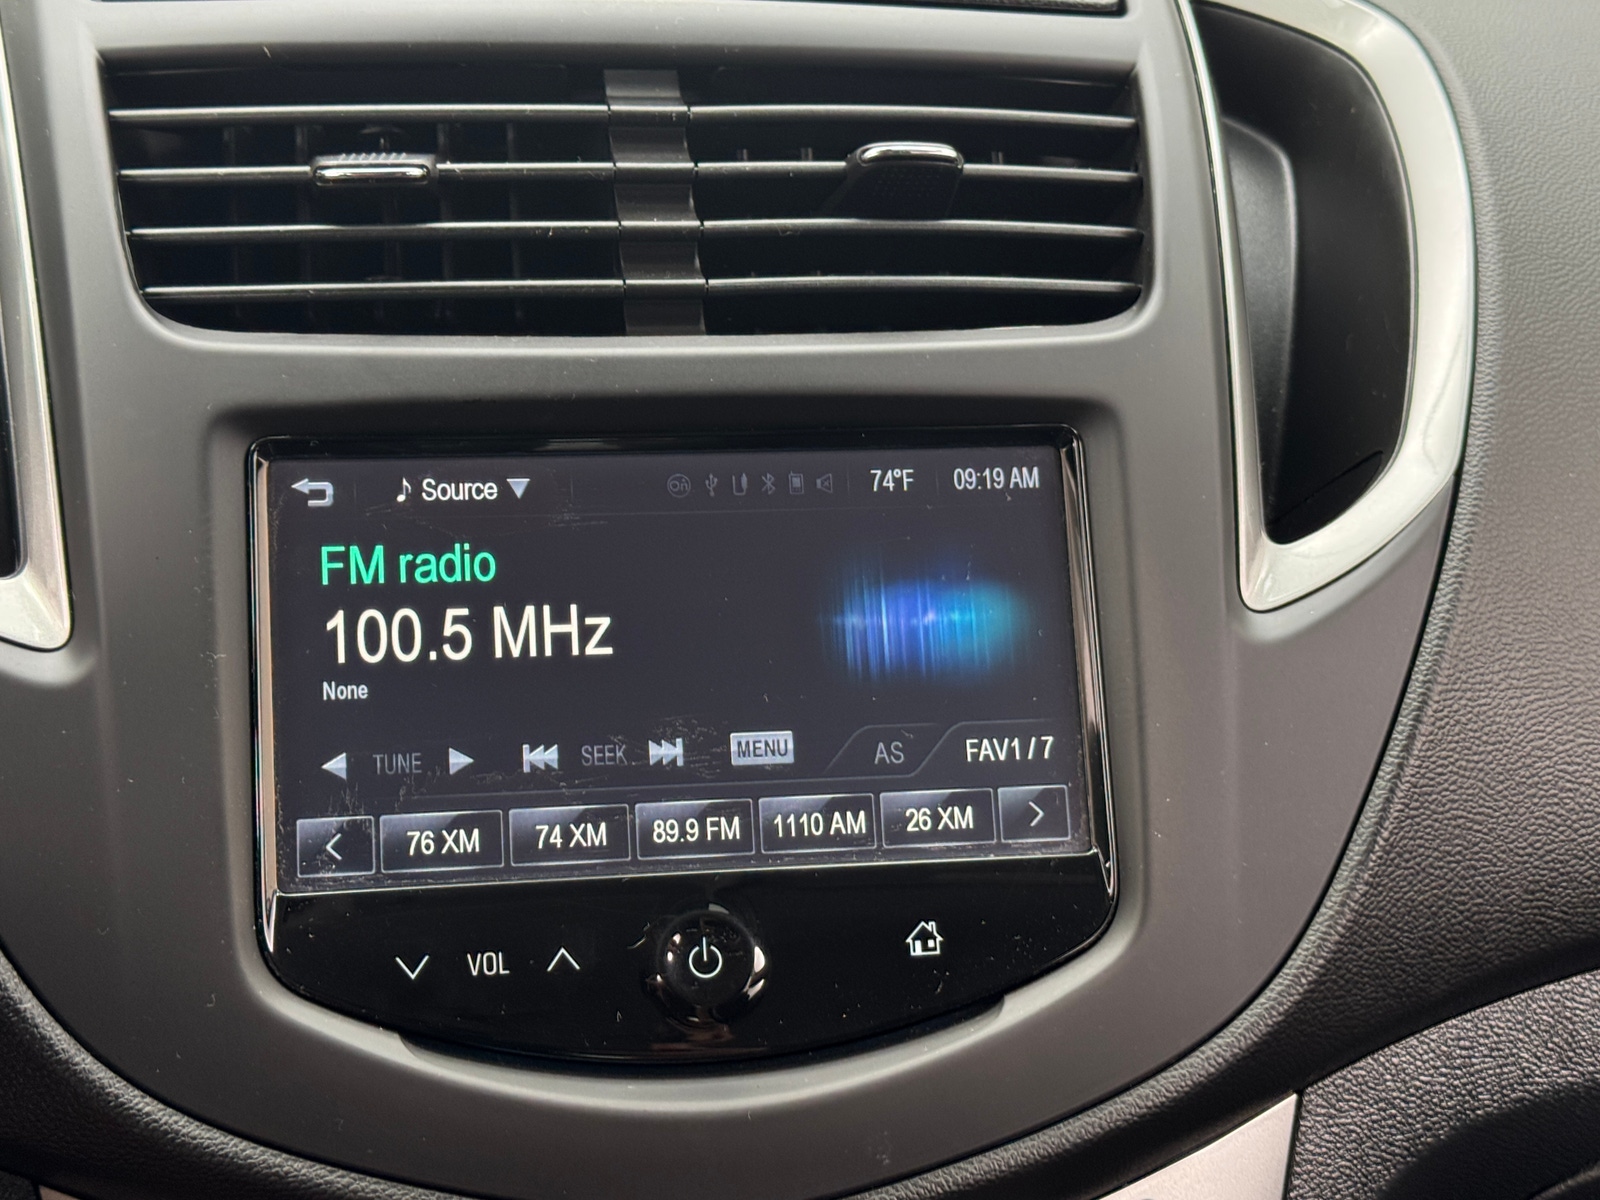 Source 74°F 09:19 AM
FM radio
100.5 MHz
None
TUNE SEEK MENU AS FAV1 / 7
76 XM 74 XM 89.9 FM 1110 AM 26 XM
VOL